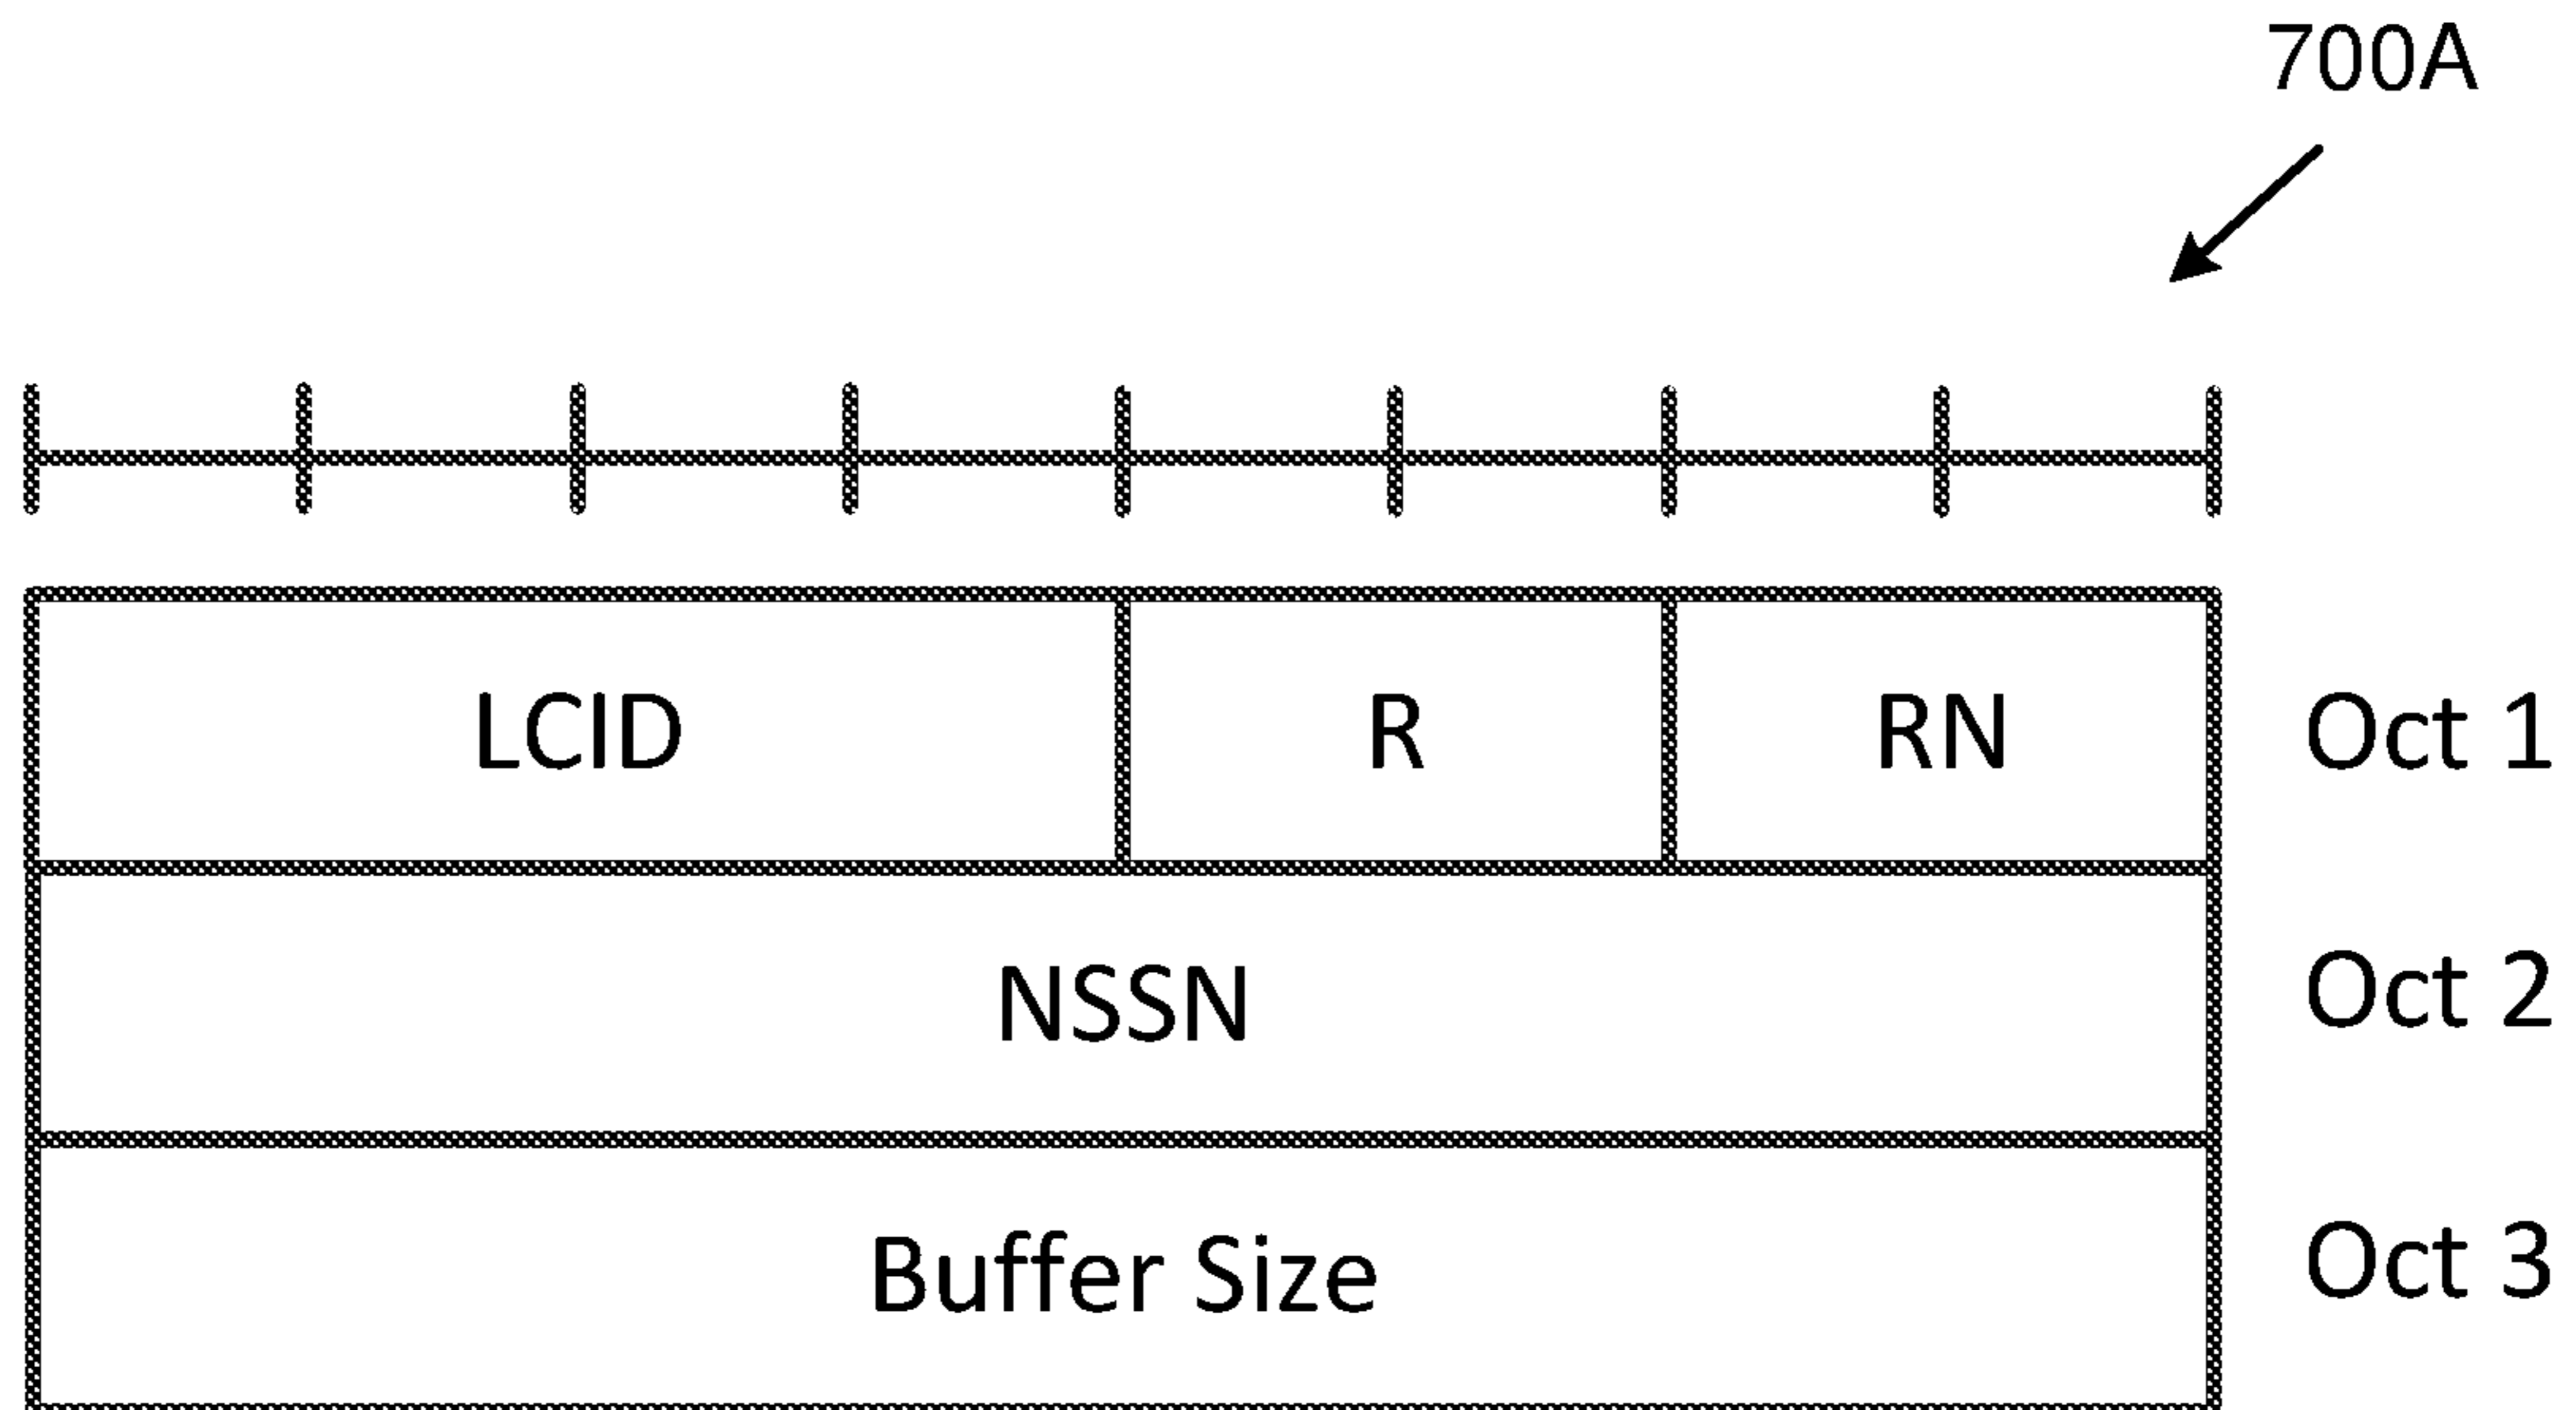 700A
LCID R RN Oct 1
NSSN Oct 2
Buffer Size Oct 3